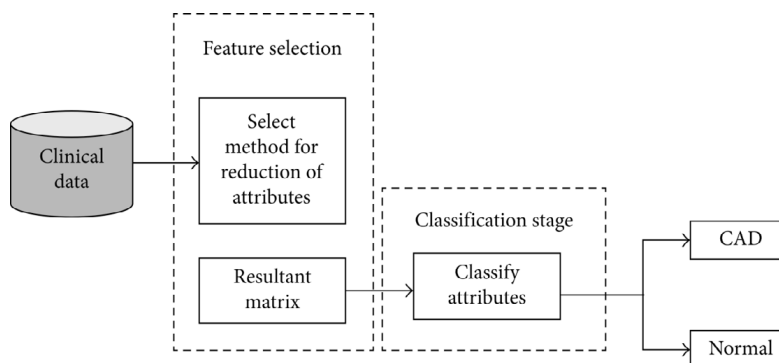 Feature selection
Clinical
data
Select
method for
reduction of
attributes
Resultant
matrix
Classification stage
Classify
attributes
CAD
Normal